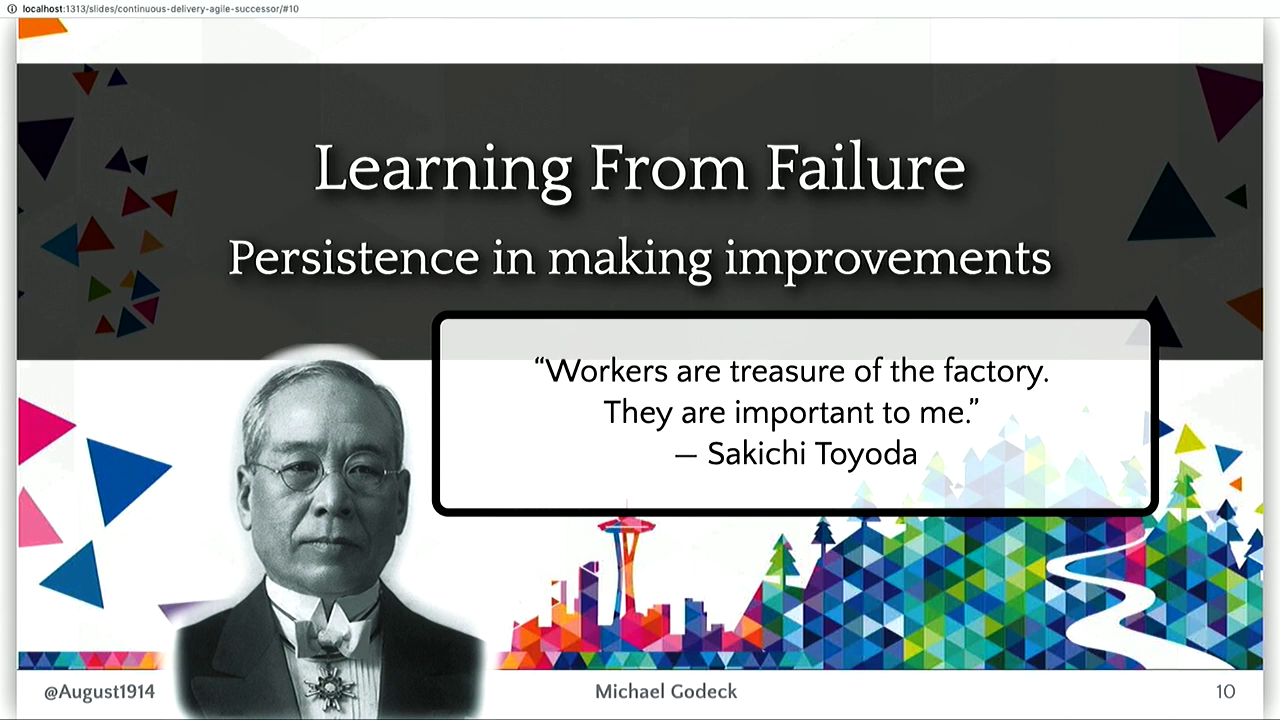 localhost:1313/slides/continuous-delivery-agile-successor/#10
Learning From Failure
Persistence in making improvements
“Workers are treasure of the factory.
They are important to me.”
— Sakichi Toyoda
@August1914
Michael Godeck
10